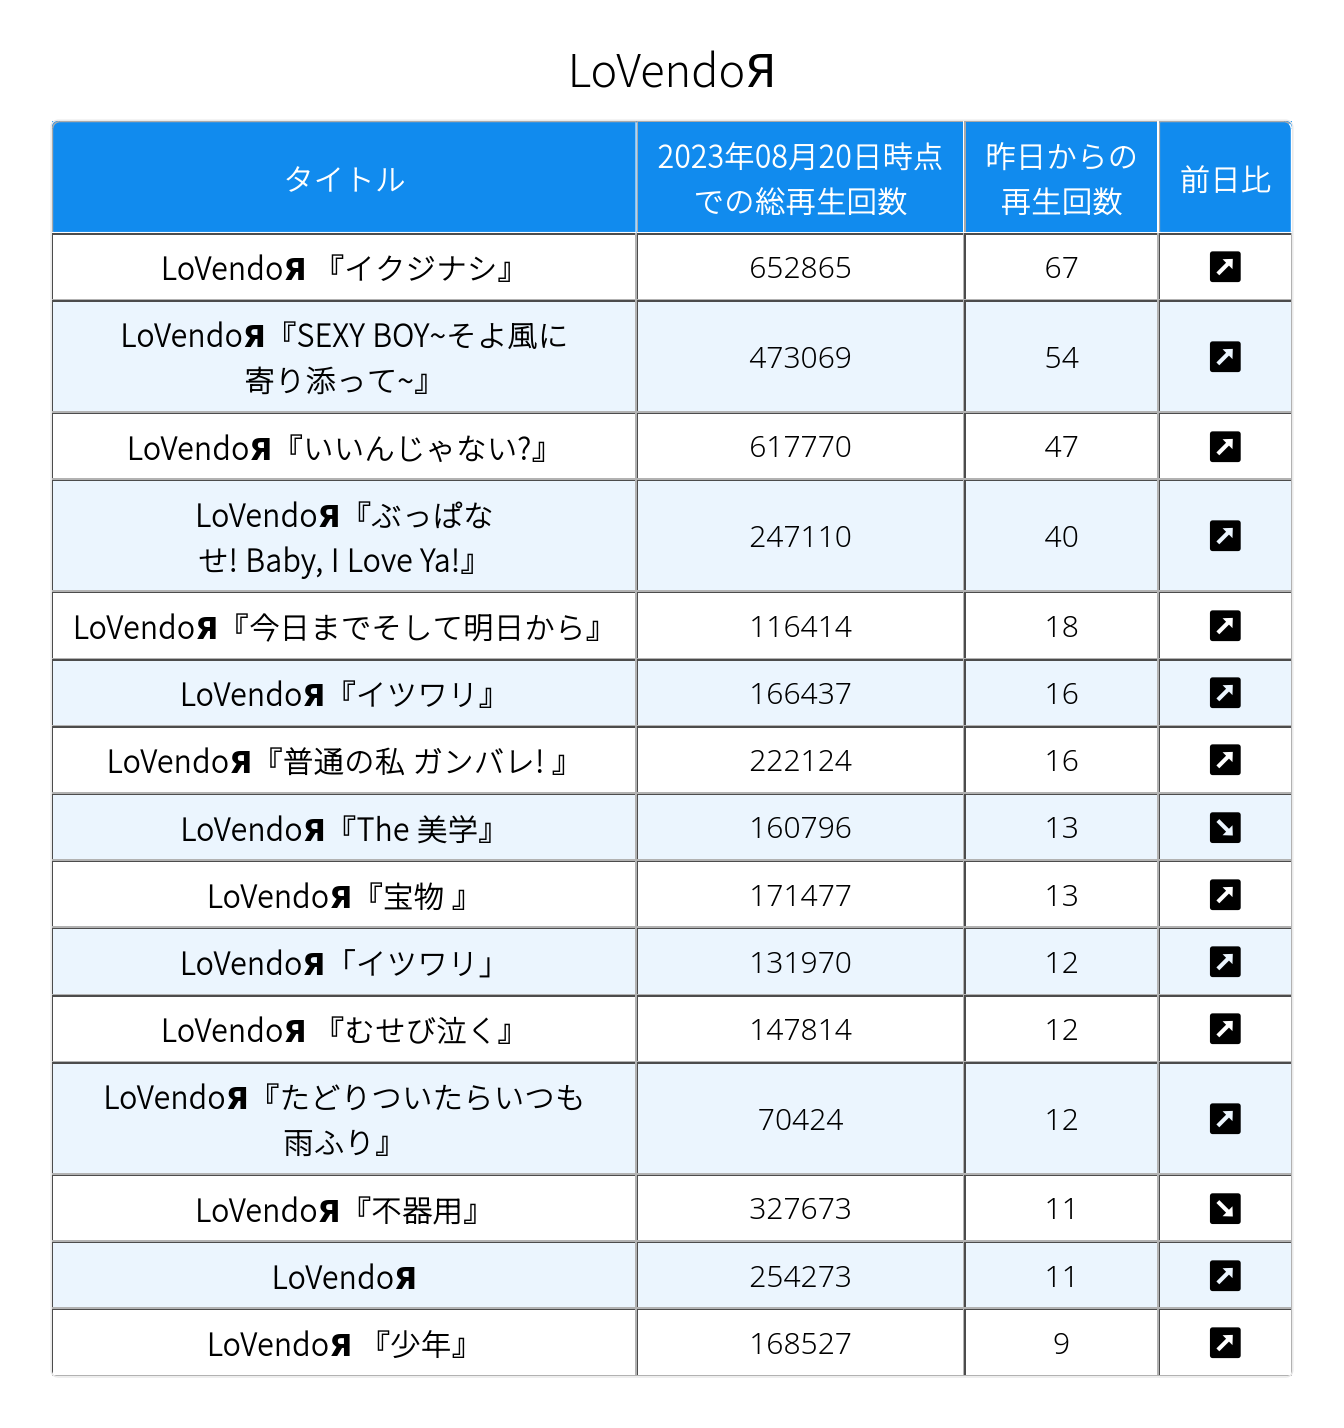 LoVendoЯ
タイトル
2023年08月20日時点
での総再生回数
昨日からの
再生回数
前日比
LoVendoЯ 『イクジナシ』
652865
67
LoVendoЯ『SEXY BOY~そよ風に
寄り添って~』
473069
54
LoVendoЯ『いいんじゃない?』
617770
47
LoVendoЯ『ぶっぱな
せ! Baby, I Love Ya!』
247110
40
LoVendoЯ『今日までそして明日から』
116414
18
LoVendoЯ『イツワリ』
166437
16
LoVendoЯ『普通の私 ガンバレ! 』
222124
16
LoVendoЯ『The 美学』
160796
13
LoVendoЯ『宝物 』
171477
13
LoVendoЯ「イツワリ」
131970
12
LoVendoЯ 『むせび泣く』
147814
12
LoVendoЯ『たどりついたらいつも
雨ふり』
70424
12
LoVendoЯ『不器用』
327673
11
LoVendoЯ
254273
11
LoVendoЯ 『少年』
168527
9